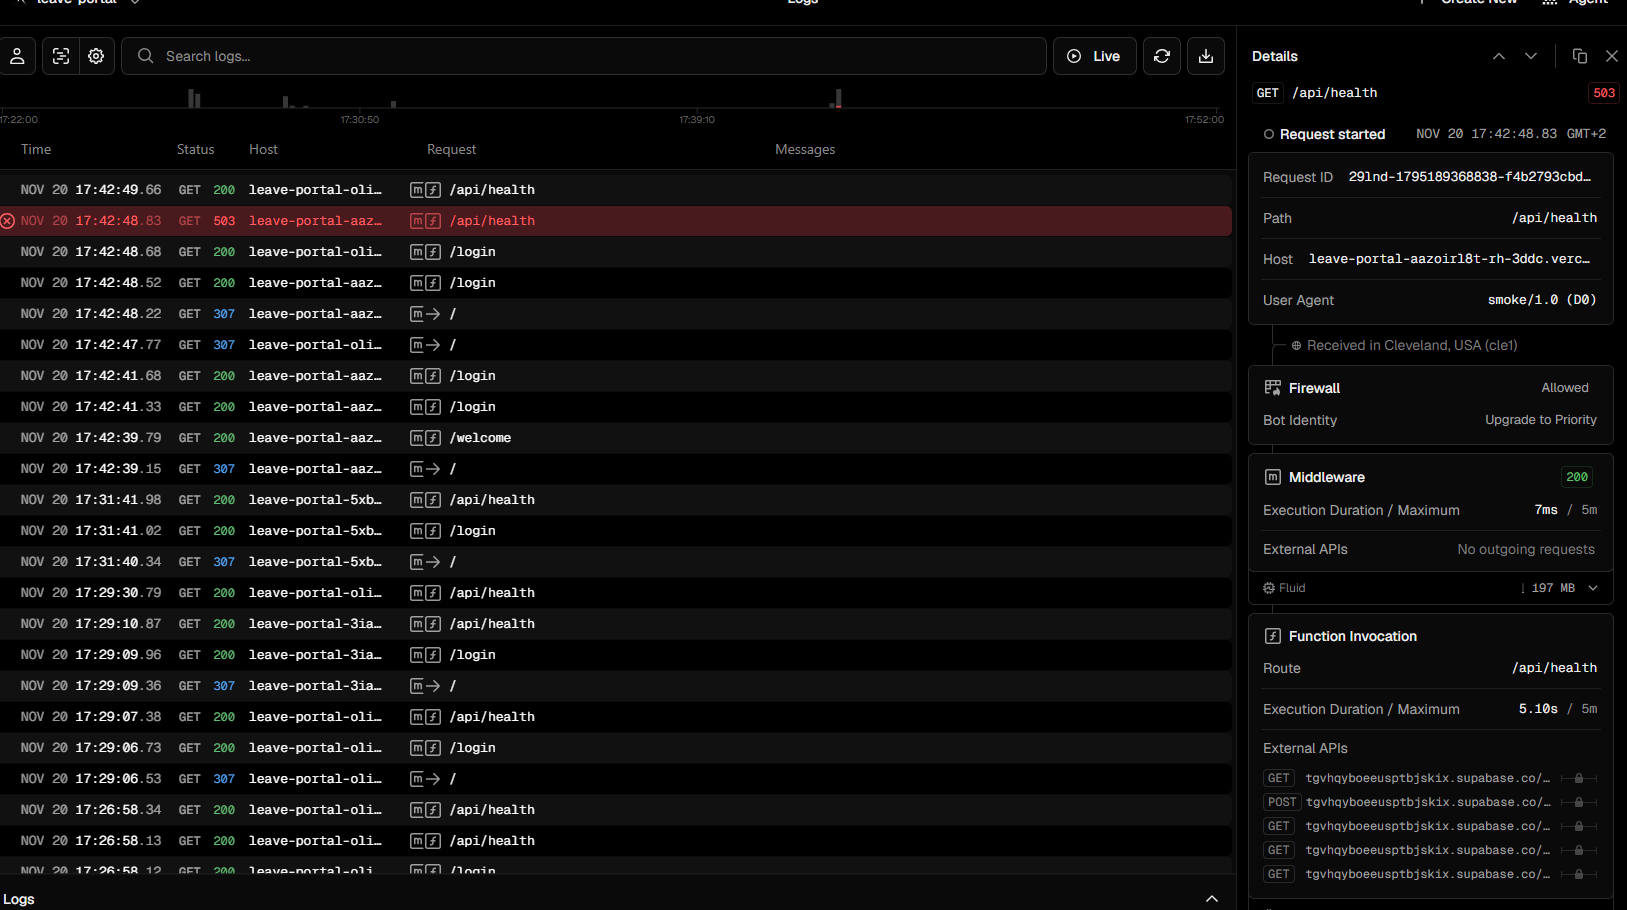 leave-portal
Logs
Create New
Agent
Search logs...
Live
17:22:00
17:30:50
17:39:10
17:52:00
Time Status Host Request Messages
NOV 20 17:42:49.66 GET 200 leave-portal-oli… m f /api/health
NOV 20 17:42:48.83 GET 503 leave-portal-aaz… m f /api/health
NOV 20 17:42:48.68 GET 200 leave-portal-oli… m f /login
NOV 20 17:42:48.52 GET 200 leave-portal-aaz… m f /login
NOV 20 17:42:48.22 GET 307 leave-portal-aaz… m → /
NOV 20 17:42:47.77 GET 307 leave-portal-oli… m → /
NOV 20 17:42:41.68 GET 200 leave-portal-aaz… m f /login
NOV 20 17:42:41.33 GET 200 leave-portal-aaz… m f /login
NOV 20 17:42:39.79 GET 200 leave-portal-aaz… m f /welcome
NOV 20 17:42:39.15 GET 307 leave-portal-aaz… m → /
NOV 20 17:31:41.98 GET 200 leave-portal-5xb… m f /api/health
NOV 20 17:31:41.02 GET 200 leave-portal-5xb… m f /login
NOV 20 17:31:40.34 GET 307 leave-portal-5xb… m → /
NOV 20 17:29:30.79 GET 200 leave-portal-oli… m f /api/health
NOV 20 17:29:10.87 GET 200 leave-portal-3ia… m f /api/health
NOV 20 17:29:09.96 GET 200 leave-portal-3ia… m f /login
NOV 20 17:29:09.36 GET 307 leave-portal-3ia… m → /
NOV 20 17:29:07.38 GET 200 leave-portal-oli… m f /api/health
NOV 20 17:29:06.73 GET 200 leave-portal-oli… m f /login
NOV 20 17:29:06.53 GET 307 leave-portal-oli… m → /
NOV 20 17:26:58.34 GET 200 leave-portal-oli… m f /api/health
NOV 20 17:26:58.13 GET 200 leave-portal-oli… m f /api/health
NOV 20 17:26:58.12 GET 200 leave-portal-oli… m f /login
Logs
Details
GET /api/health 503
Request started NOV 20 17:42:48.83 GMT+2
Request ID 29lnd-1795189368838-f4b2793cbd…
Path /api/health
Host leave-portal-aazoirl8t-rh-3ddc.verc…
User Agent smoke/1.0 (D0)
Received in Cleveland, USA (cle1)
Firewall Allowed
Bot Identity Upgrade to Priority
m Middleware 200
Execution Duration / Maximum 7ms / 5m
External APIs No outgoing requests
Fluid 197 MB
f Function Invocation
Route /api/health
Execution Duration / Maximum 5.10s / 5m
External APIs
GET tgvhqyboeeusptbjskix.supabase.co/…
POST tgvhqyboeeusptbjskix.supabase.co/…
GET tgvhqyboeeusptbjskix.supabase.co/…
GET tgvhqyboeeusptbjskix.supabase.co/…
GET tgvhqyboeeusptbjskix.supabase.co/…